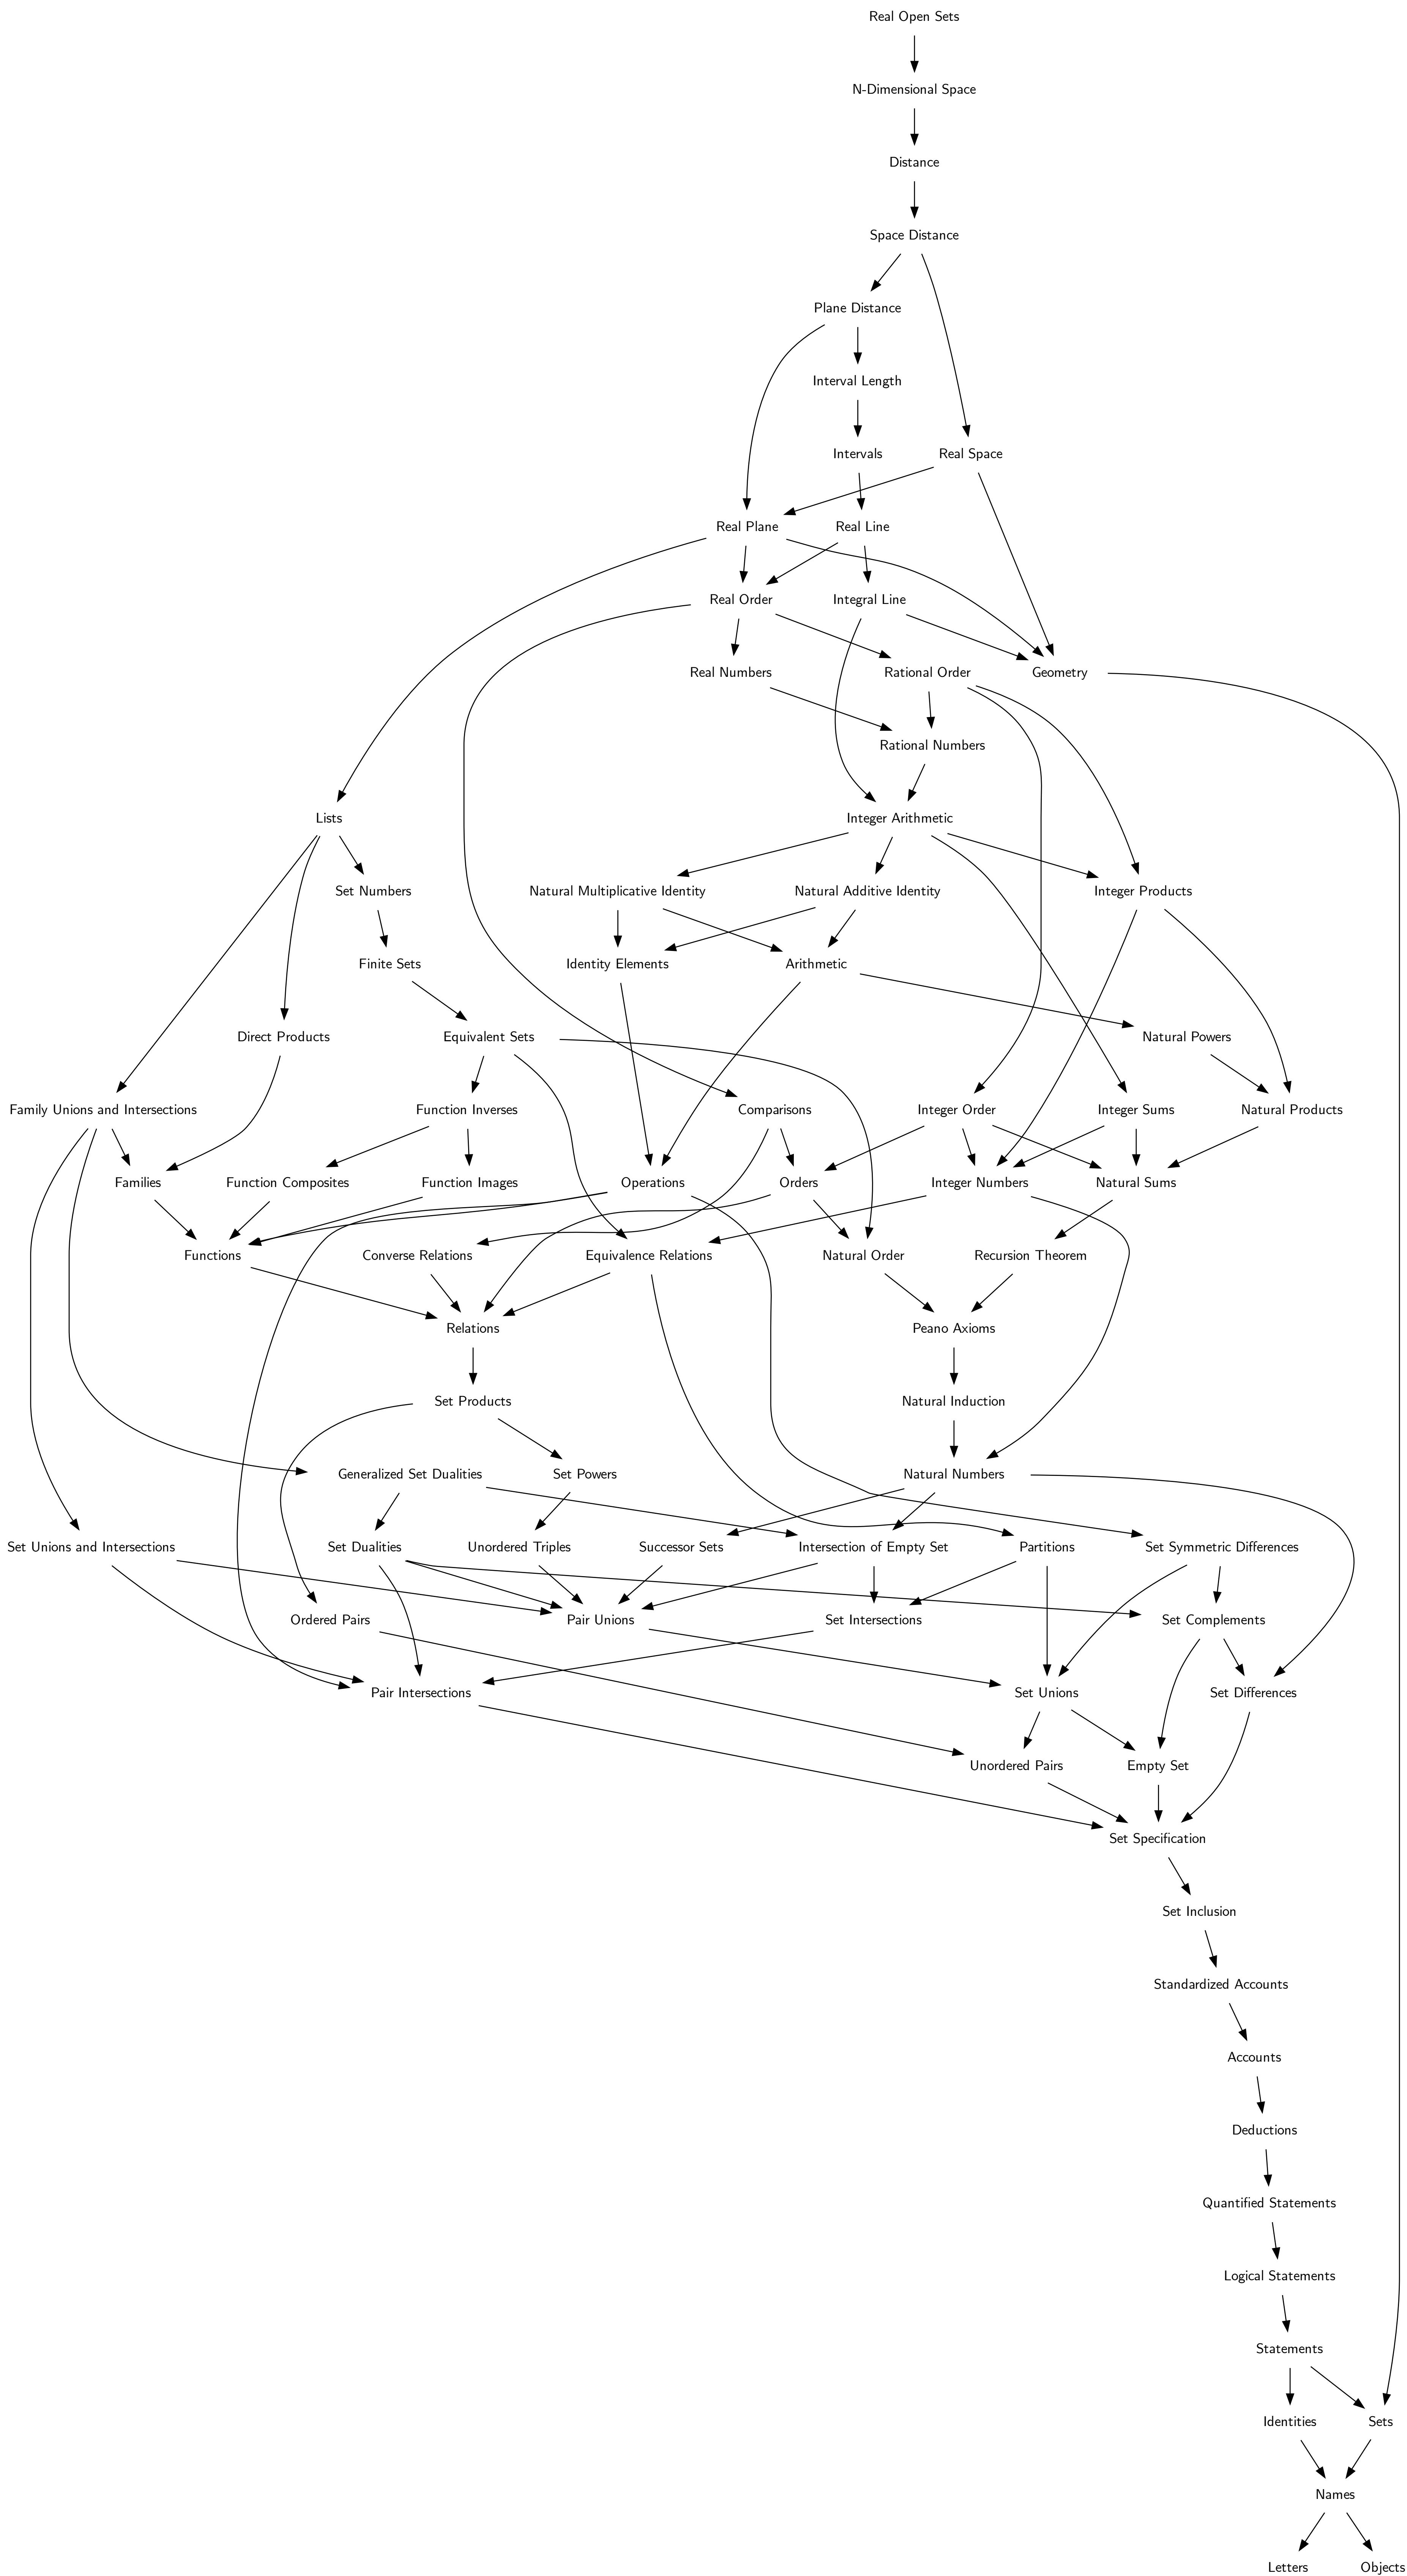 Real Open Sets
N-Dimensional Space
Distance
Space Distance
Plane Distance
Interval Length
Intervals
Real Space
Real Plane
Real Line
Real Order
Integral Line
Real Numbers
Rational Order
Geometry
Rational Numbers
Lists
Integer Arithmetic
Set Numbers
Natural Multiplicative Identity
Natural Additive Identity
Integer Products
Finite Sets
Identity Elements
Arithmetic
Direct Products
Equivalent Sets
Natural Powers
Family Unions and Intersections
Function Inverses
Comparisons
Integer Order
Integer Sums
Natural Products
Families
Function Composites
Function Images
Operations
Orders
Integer Numbers
Natural Sums
Functions
Converse Relations
Equivalence Relations
Natural Order
Recursion Theorem
Relations
Peano Axioms
Set Products
Natural Induction
Generalized Set Dualities
Set Powers
Natural Numbers
Set Unions and Intersections
Set Dualities
Unordered Triples
Successor Sets
Intersection of Empty Set
Partitions
Set Symmetric Differences
Ordered Pairs
Pair Unions
Set Intersections
Set Complements
Pair Intersections
Set Unions
Set Differences
Unordered Pairs
Empty Set
Set Specification
Set Inclusion
Standardized Accounts
Accounts
Deductions
Quantified Statements
Logical Statements
Statements
Identities
Sets
Names
Letters
Objects